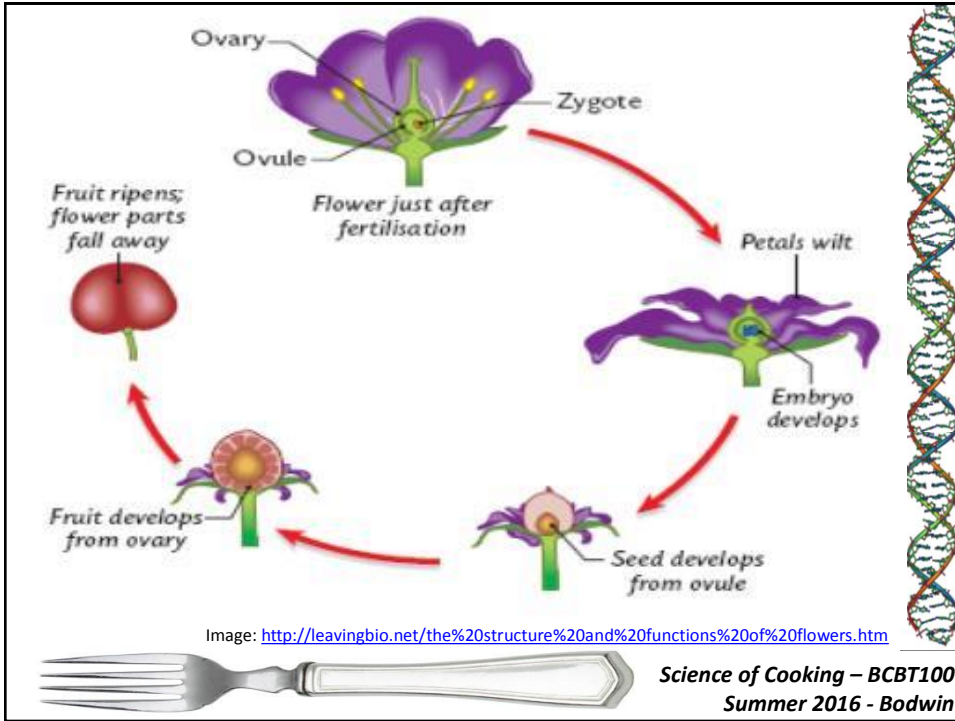 Ovary
Zygote
Ovule
Flower just after
fertilisation
Petals wilt
Embryo
develops
Seed develops
from ovule
Fruit develops
from ovary
Fruit ripens;
flower parts
fall away
Image: http://leavingbio.net/the%20structure%20and%20functions%20of%20flowers.htm
Science of Cooking – BCBT100
Summer 2016 - Bodwin